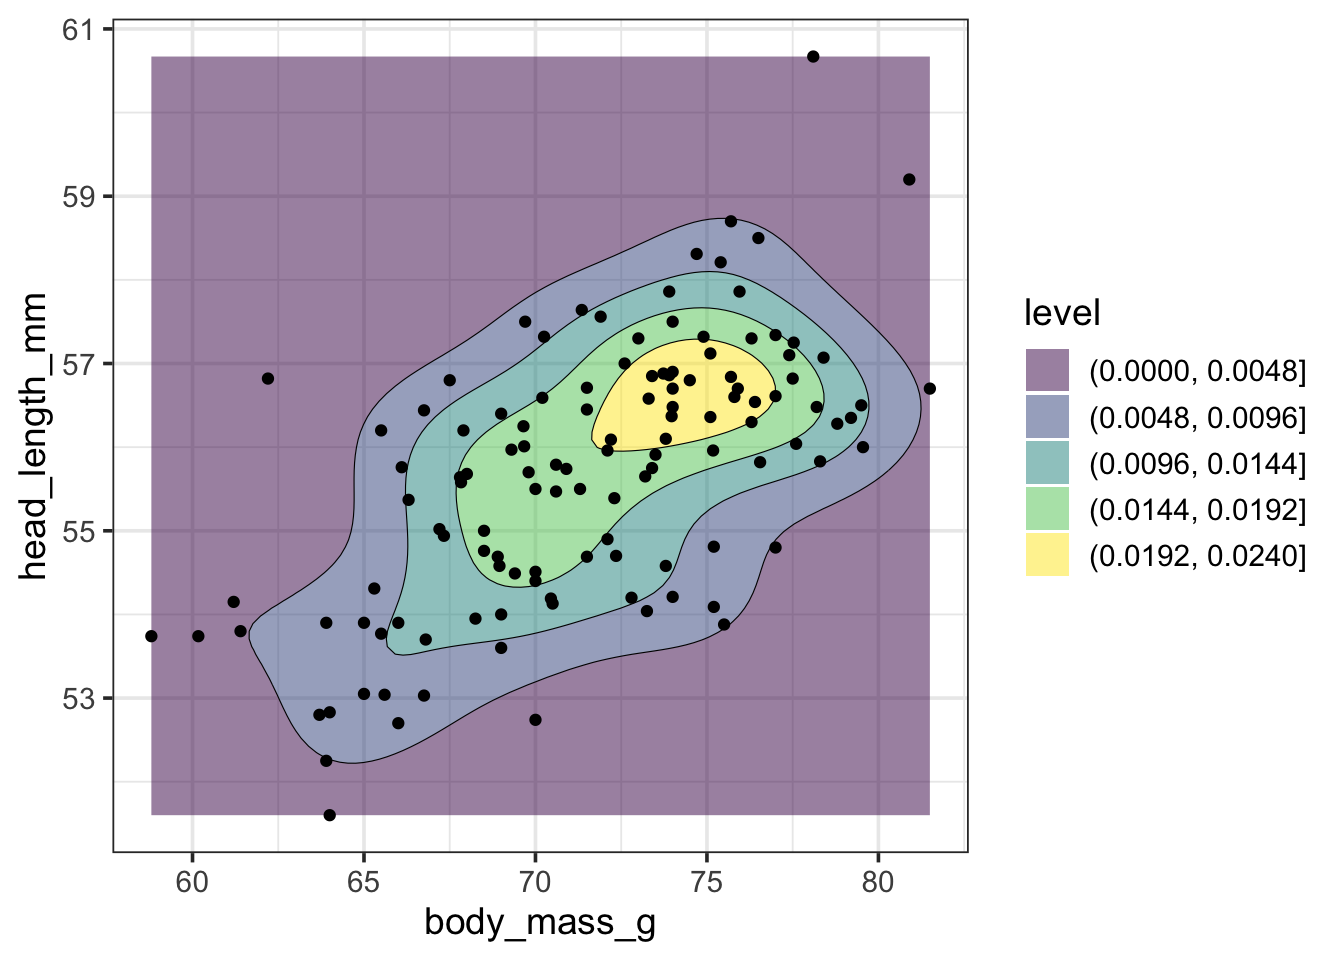 61
59
57
55
53
head_length_mm
60 65 70 75 80
body_mass_g
level
(0.0000, 0.0048]
(0.0048, 0.0096]
(0.0096, 0.0144]
(0.0144, 0.0192]
(0.0192, 0.0240]